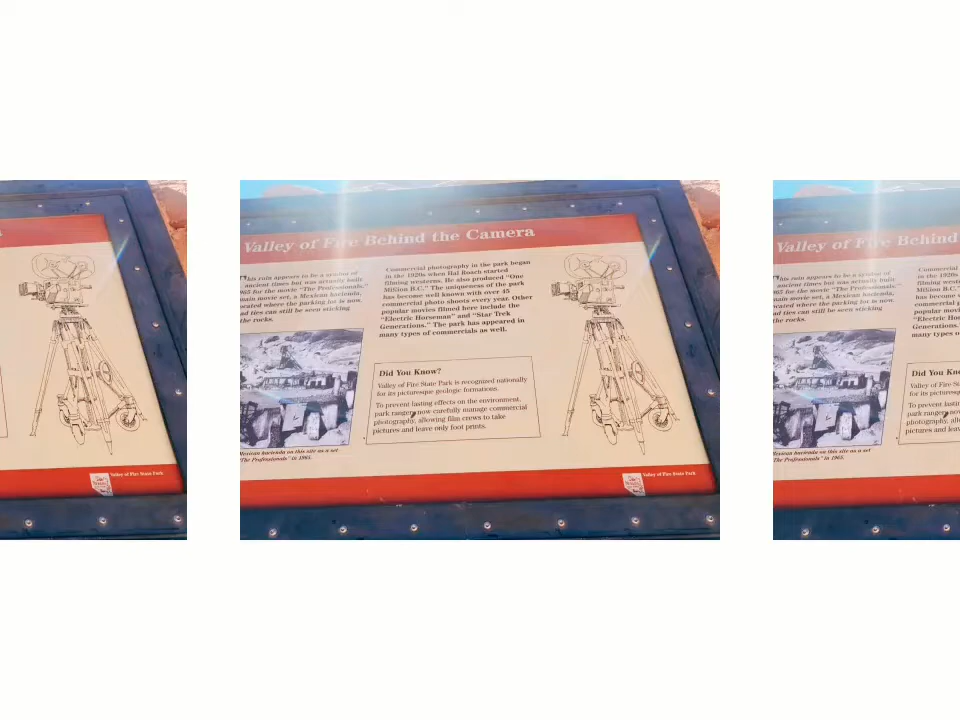 Valley of Fire Behind the Camera
This ruin appears to be a symbol of
ancient times but was actually built
1965 for the movie "The Professionals."
main movie set, a Mexican hacienda,
located where the parking lot is now.
ad ties can still be seen sticking
the rocks.
Commercial photography in the park began
in the 1920s when Hal Roach started
filming westerns. He also produced "One
Million B.C." The uniqueness of the park
has become well known with over 45
commercial photo shoots every year. Other
popular movies filmed here include the
"Electric Horseman" and "Star Trek
Generations." The park has appeared in
many types of commercials as well.
Did You Know?
Valley of Fire State Park is recognized nationally
for its picturesque geologic formations.
To prevent lasting effects on the environment,
park rangers now carefully manage commercial
photography, allowing film crews to take
pictures and leave only foot prints.
Mexican hacienda on this site as a set
"The Professionals" in 1965.
Valley of Fire State Park